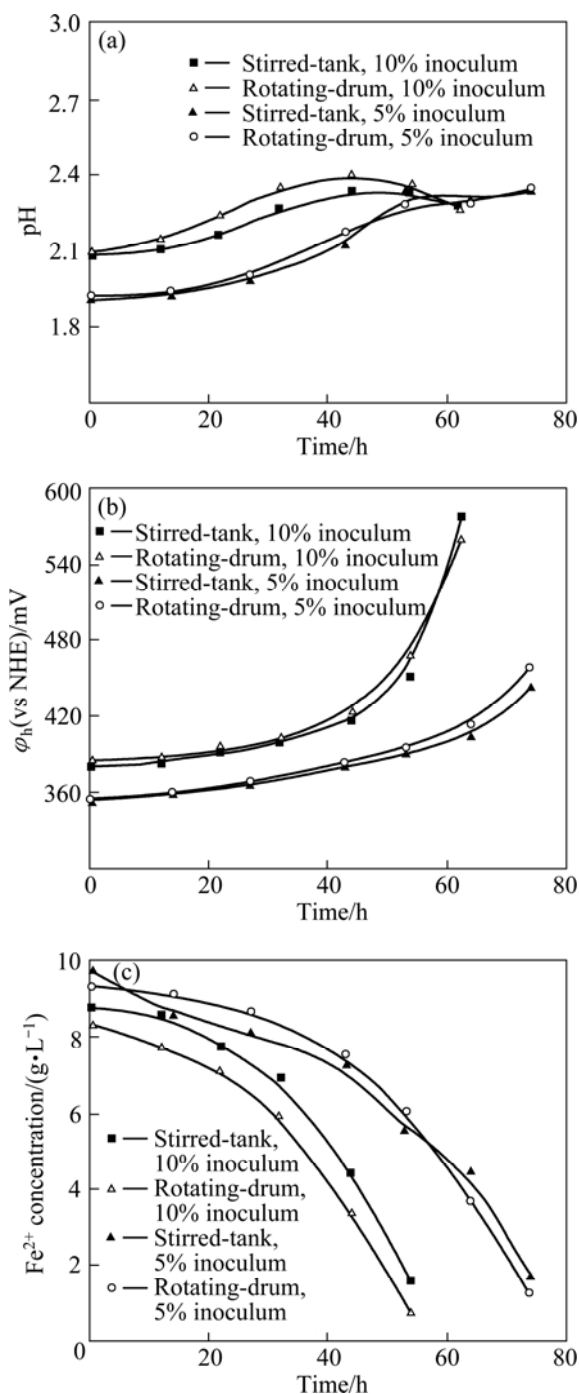 (a)
Stirred-tank, 10% inoculum
Rotating-drum, 10% inoculum
Stirred-tank, 5% inoculum
Rotating-drum, 5% inoculum
3.0
2.7
2.4
2.1
1.8
pH
0 20 40 60 80
Time/h
(b)
Stirred-tank, 10% inoculum
Rotating-drum, 10% inoculum
Stirred-tank, 5% inoculum
Rotating-drum, 5% inoculum
600
540
480
420
360
φh(vs NHE)/mV
0 20 40 60 80
Time/h
(c)
10
8
6
4
2
0
Fe²⁺ concentration/(g•L⁻¹)
Stirred-tank,
10% inoculum
Rotating-drum,
10% inoculum
Stirred-tank,
5% inoculum
Rotating-drum,
5% inoculum
0 20 40 60 80
Time/h